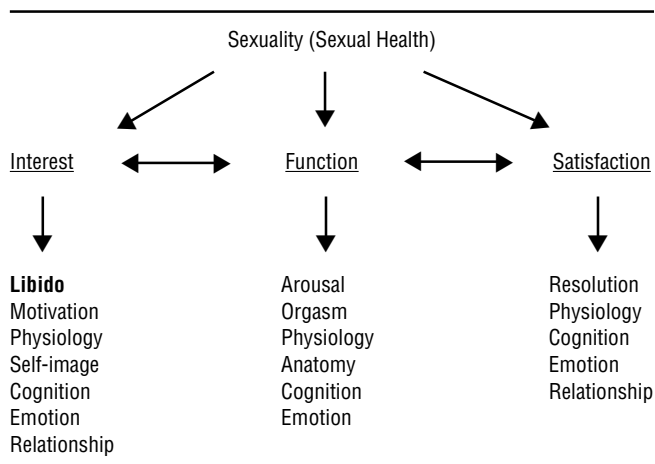 Sexuality (Sexual Health)
Interest
Function
Satisfaction
Libido
Motivation
Physiology
Self-image
Cognition
Emotion
Relationship
Arousal
Orgasm
Physiology
Anatomy
Cognition
Emotion
Resolution
Physiology
Cognition
Emotion
Relationship